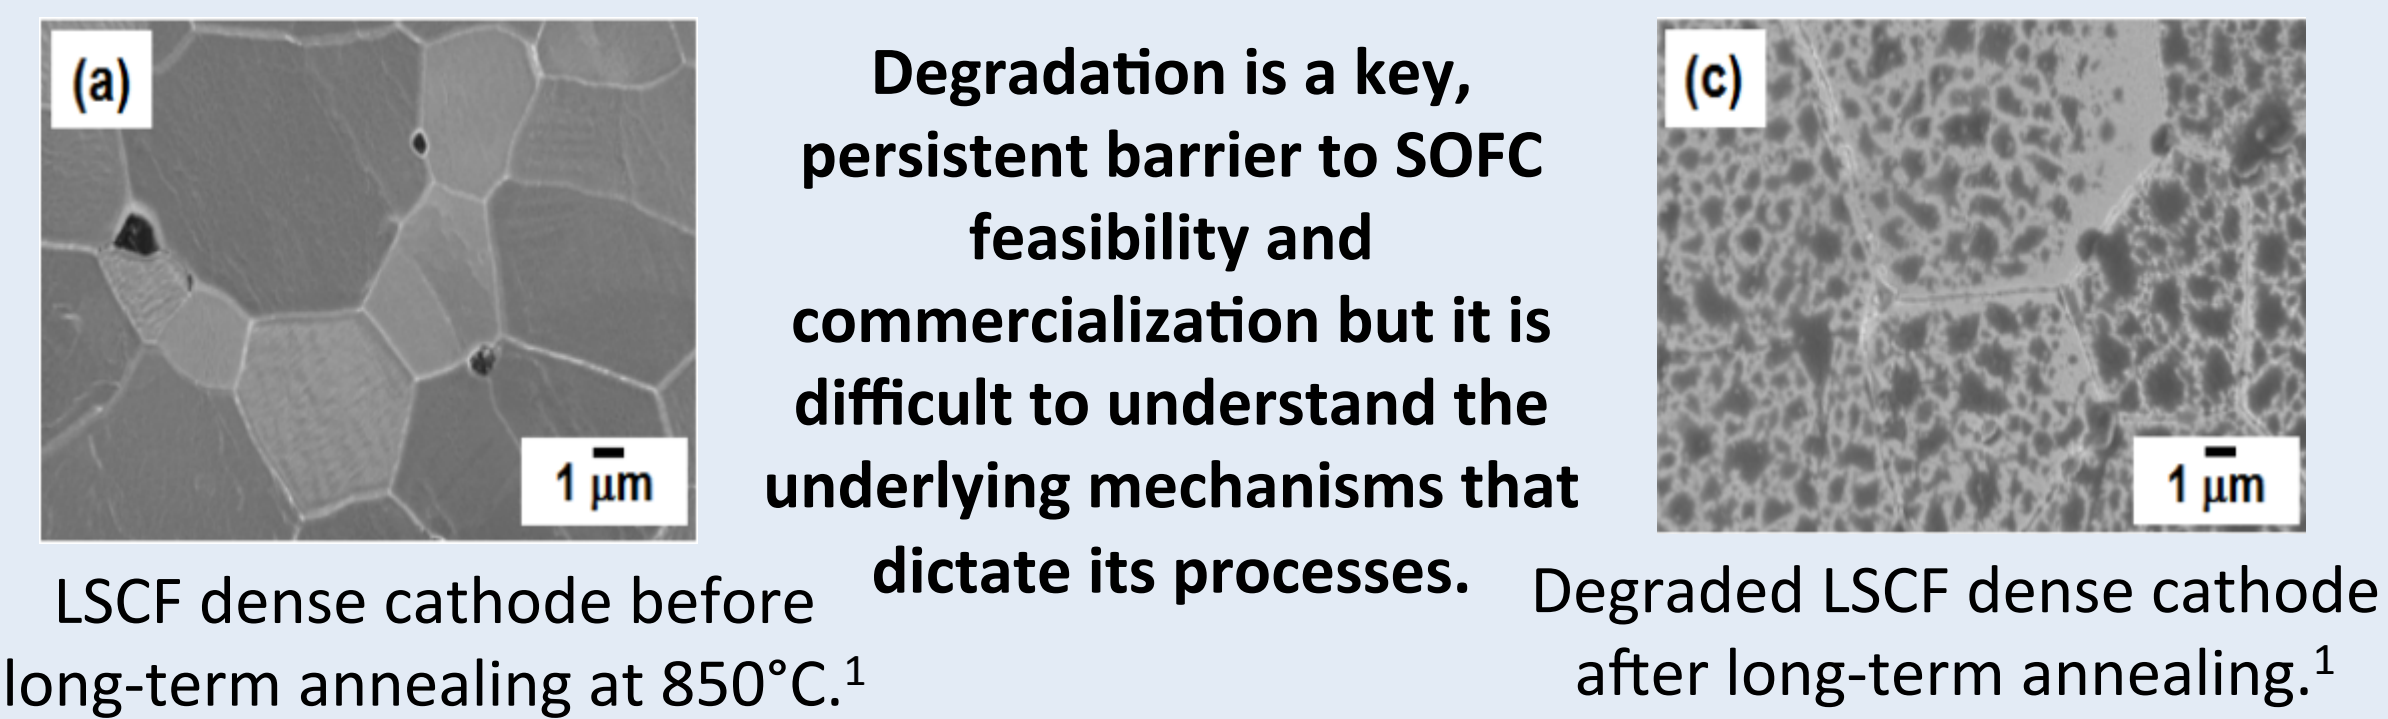 (a)
1 μm
LSCF dense cathode before
long-term annealing at 850°C.¹
Degradation is a key,
persistent barrier to SOFC
feasibility and
commercialization but it is
difficult to understand the
underlying mechanisms that
dictate its processes.
(c)
1 μm
Degraded LSCF dense cathode
after long-term annealing.¹